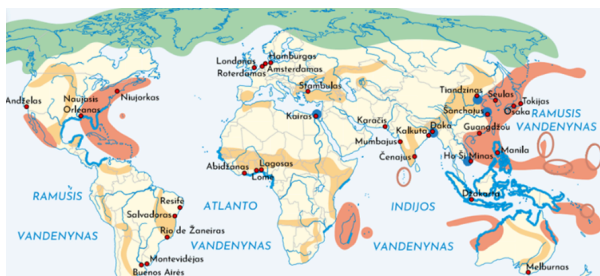 Londonas
Hamburgas
Roterdamas
Amsterdamas
Stambulas
Andželas
Naujasis
Orleanas
Niujorkas
Kairas
Karačis
Mumbajus
Kalkuta
Daka
Čenajus
Tiandzinas
Seulas
Sanchajus
Tokijas
Osaka
Guangdžou
RAMUSIS
VANDENYNAS
Manila
Ho Ši Minas
Džakarta
Abidžanas
Lagosas
Lomė
Resifė
Salvadoras
Rio de Žaneiras
Montevidėjas
Buenos Airės
RAMUSIS
VANDENYNAS
ATLANTO
VANDENYNAS
INDIJOS
VANDENYNAS
Melburnas